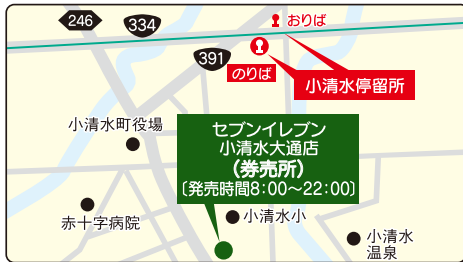 246
334
おりば
391
のりば
小清水停留所
小清水町役場
セブンイレブン
小清水大通店
(券売所)
〔発売時間8:00〜22:00〕
赤十字病院
小清水小
小清水
温泉